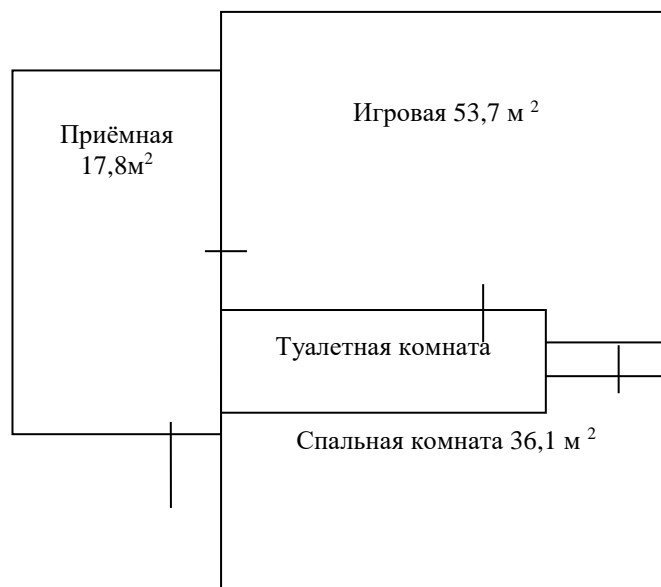 Игровая 53,7 м ²
Приёмная
17,8м²
Туалетная комната
Спальная комната 36,1 м ²